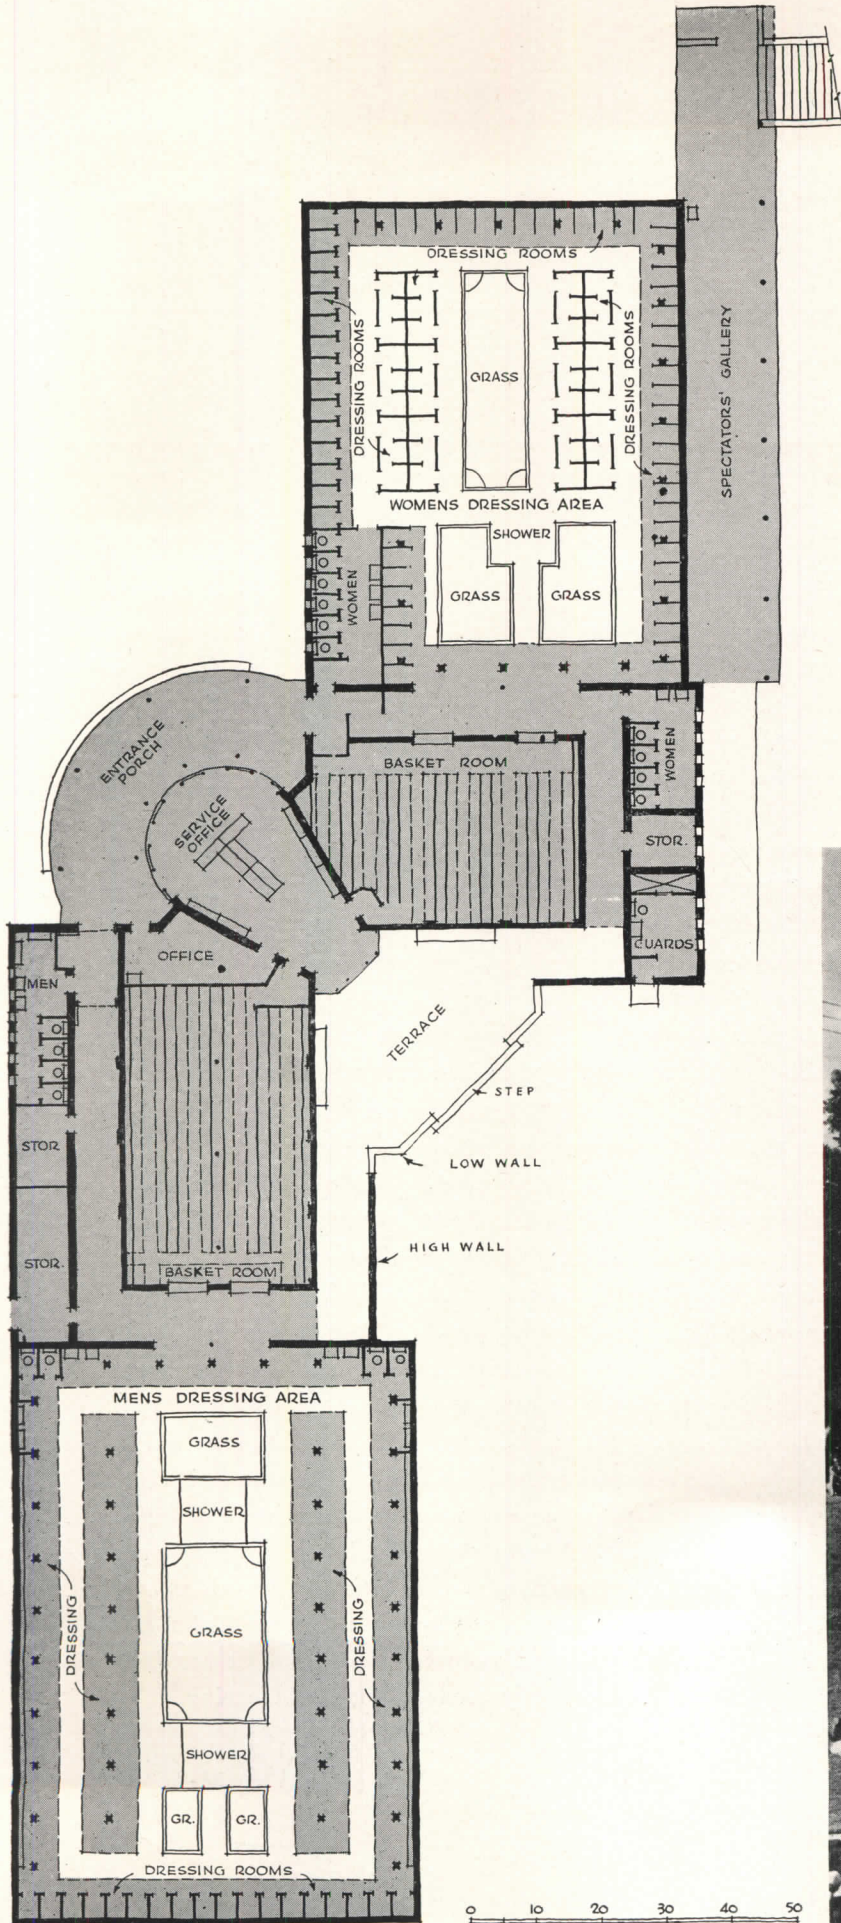 DRESSING ROOMS
DRESSING ROOMS
DRESSING ROOMS
GRASS
SPECTATORS' GALLERY
WOMENS DRESSING AREA
SHOWER
GRASS
GRASS
WOMEN
ENTRANCE
PORCH
SERVICE
OFFICE
BASKET ROOM
WOMEN
STOR.
GUARDS
OFFICE
MEN
TERRACE
STEP
STOR
LOW WALL
HIGH WALL
STOR.
BASKET ROOM
MENS DRESSING AREA
GRASS
SHOWER
DRESSING
GRASS
DRESSING
SHOWER
GR.
GR.
DRESSING ROOMS
0 10 20 30 40 50